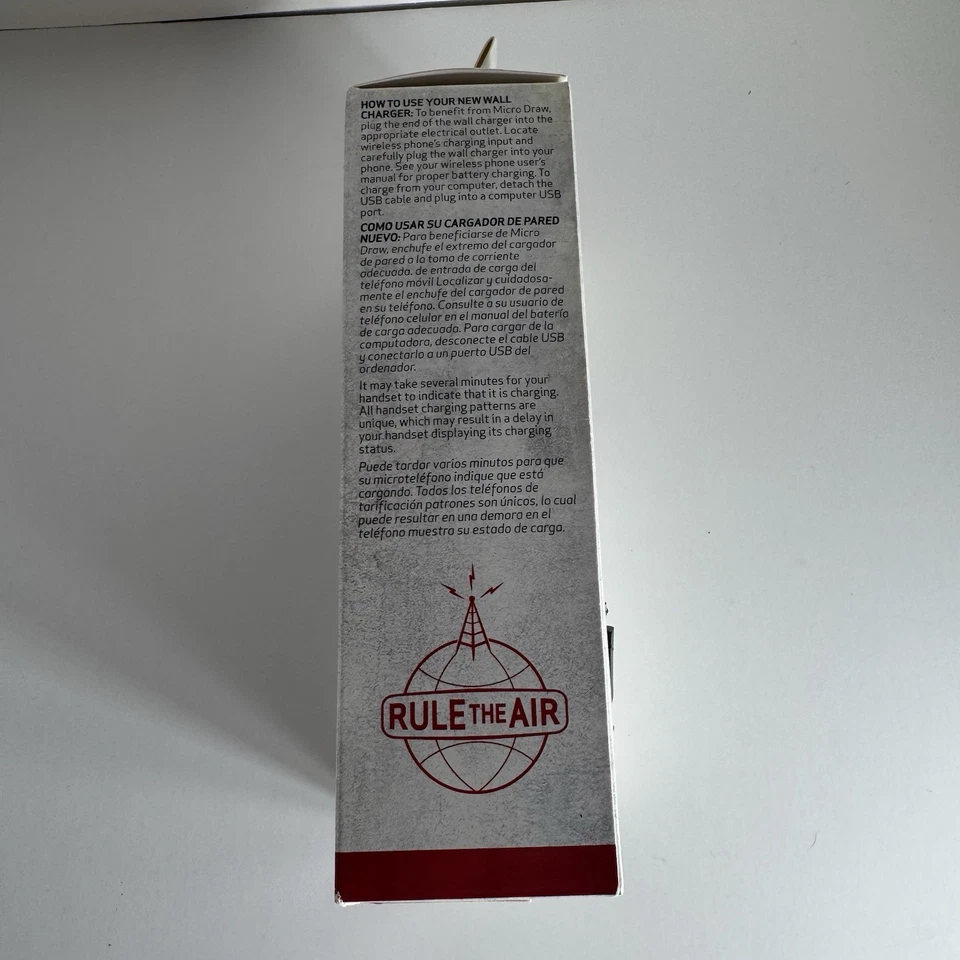 HOW TO USE YOUR NEW WALL
CHARGER: To benefit from Micro Draw,
plug the end of the wall charger into the
appropriate electrical outlet. Locate
wireless phone's charging input and
carefully plug the wall charger into your
phone. See your wireless phone user's
manual for proper battery charging. To
charge from your computer, detach the
USB cable and plug into a computer USB
port.
COMO USAR SU CARGADOR DE PARED
NUEVO: Para beneficiarse de Micro
Draw, enchufe el extremo del cargador
de pared a la toma de corriente
adecuada. de entrada de carga del
teléfono móvil Localizar y cuidadosa-
mente el enchufe del cargador de pared
en su teléfono. Consulte a su usuario de
teléfono celular en el manual del batería
de carga adecuada. Para cargar de la
computadora, desconecte el cable USB
y conectarlo a un puerto USB del
ordenador.
It may take several minutes for your
handset to indicate that it is charging.
All handset charging patterns are
unique, which may result in a delay in
your handset displaying its charging
status.
Puede tardar varios minutos para que
su microteléfono indique que está
cargando. Todos los teléfonos de
tarificación patrones son únicos, lo cual
puede resultar en una demora en el
teléfono muestra su estado de carga.
RULE THE AIR